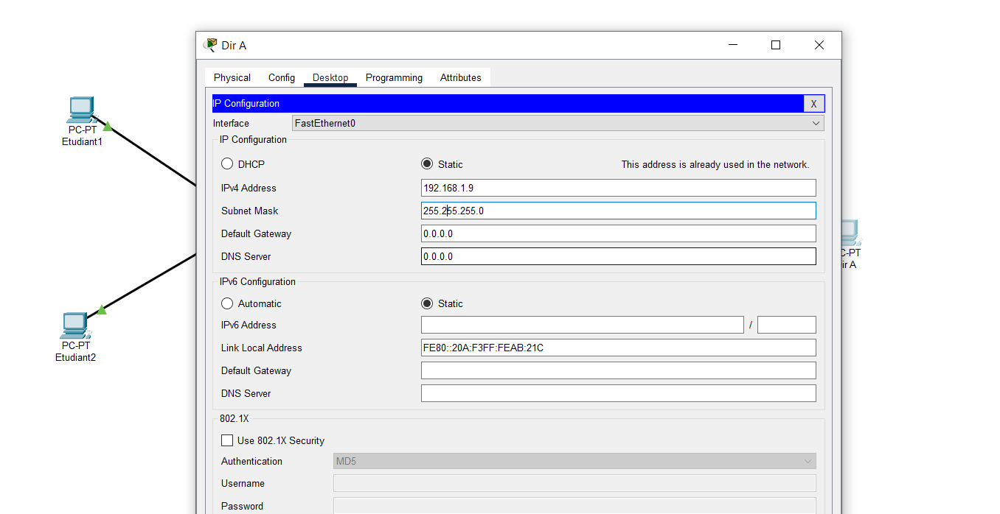 Dir A
Physical Config Desktop Programming Attributes
IP Configuration X
Interface FastEthernet0
IP Configuration
DHCP Static This address is already used in the network.
IPv4 Address 192.168.1.9
Subnet Mask 255.255.255.0
Default Gateway 0.0.0.0
DNS Server 0.0.0.0
IPv6 Configuration
Automatic Static
IPv6 Address /
Link Local Address FE80::20A:F3FF:FEAB:21C
Default Gateway
DNS Server
802.1X
Use 802.1X Security
Authentication MD5
Username
Password
PC-PT
Etudiant1
PC-PT
Etudiant2
C-PT
ir A